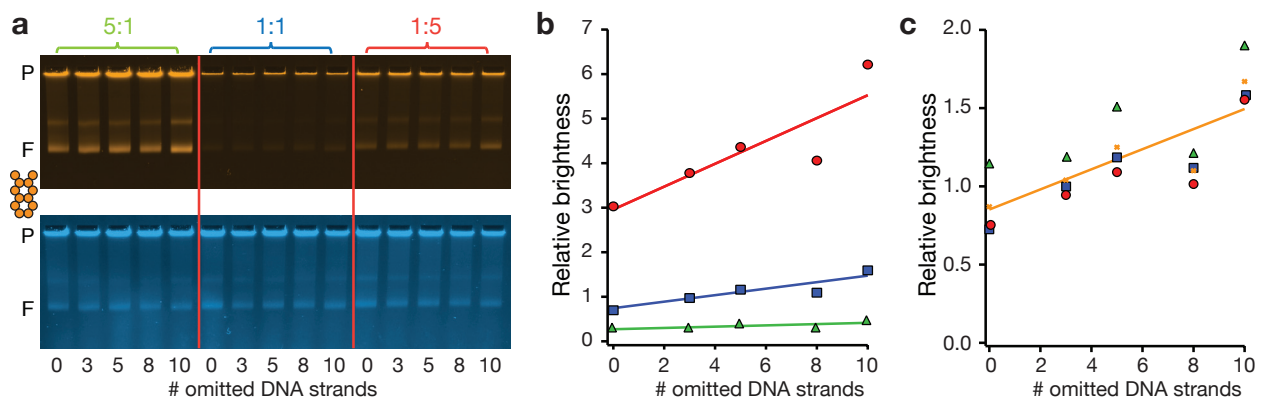 a
5:1 1:1 1:5
P
F
P
F
0 3 5 8 10 0 3 5 8 10 0 3 5 8 10
# omitted DNA strands
b
Relative brightness
7
6
5
4
3
2
1
0
0 2 4 6 8 10
# omitted DNA strands
c
Relative brightness
2.0
1.5
1.0
0.5
0.0
0 2 4 6 8 10
# omitted DNA strands